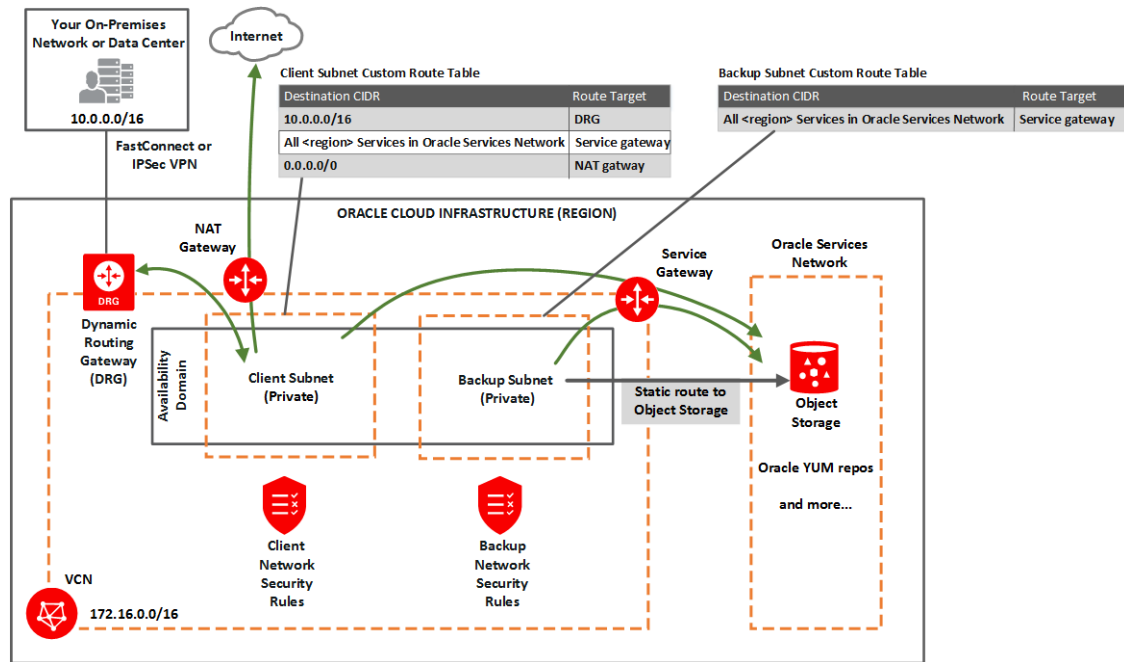 Your On-Premises
Network or Data Center
10.0.0.0/16
Internet
FastConnect or
IPSec VPN
Client Subnet Custom Route Table
Destination CIDR Route Target
10.0.0.0/16 DRG
All <region> Services in Oracle Services Network Service gateway
0.0.0.0/0 NAT gatway
Backup Subnet Custom Route Table
Destination CIDR Route Target
All <region> Services in Oracle Services Network Service gateway
ORACLE CLOUD INFRASTRUCTURE (REGION)
NAT
Gateway
Service
Gateway
Oracle Services
Network
DRG
Dynamic
Routing
Gateway
(DRG)
Availability
Domain
Client Subnet
(Private)
Backup Subnet
(Private)
Static route to
Object Storage
Object
Storage
Oracle YUM repos
and more...
Client
Network
Security
Rules
Backup
Network
Security
Rules
VCN
172.16.0.0/16